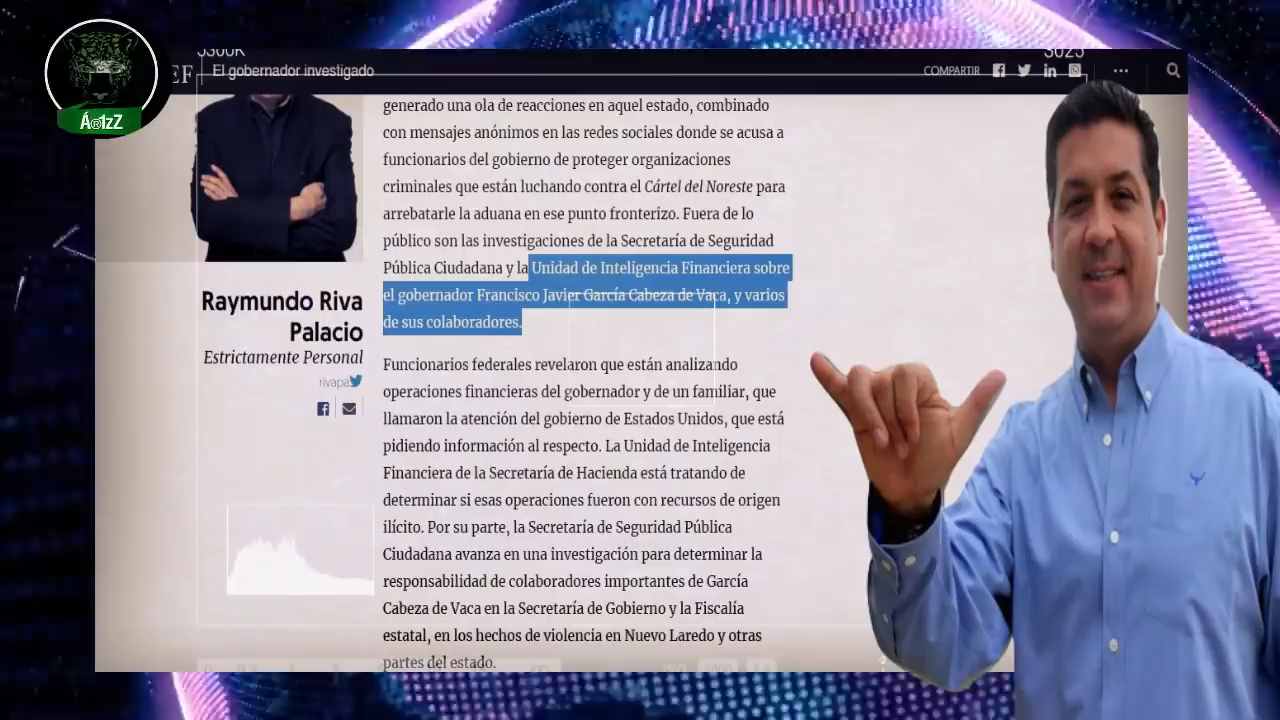 EF
El gobernador investigado
COMPARTIR
generado una ola de reacciones en aquel estado, combinado
con mensajes anónimos en las redes sociales donde se acusa a
funcionarios del gobierno de proteger organizaciones
criminales que están luchando contra el Cártel del Noreste para
arrebatarle la aduana en ese punto fronterizo. Fuera de lo
público son las investigaciones de la Secretaría de Seguridad
Pública Ciudadana y la Unidad de Inteligencia Financiera sobre
el gobernador Francisco Javier García Cabeza de Vaca, y varios
de sus colaboradores.
Funcionarios federales revelaron que están analizando
operaciones financieras del gobernador y de un familiar, que
llamaron la atención del gobierno de Estados Unidos, que está
pidiendo información al respecto. La Unidad de Inteligencia
Financiera de la Secretaría de Hacienda está tratando de
determinar si esas operaciones fueron con recursos de origen
ilícito. Por su parte, la Secretaría de Seguridad Pública
Ciudadana avanza en una investigación para determinar la
responsabilidad de colaboradores importantes de García
Cabeza de Vaca en la Secretaría de Gobierno y la Fiscalía
estatal, en los hechos de violencia en Nuevo Laredo y otras
partes del estado.
Raymundo Riva
Palacio
Estrictamente Personal
rivapa
Á®1zZ